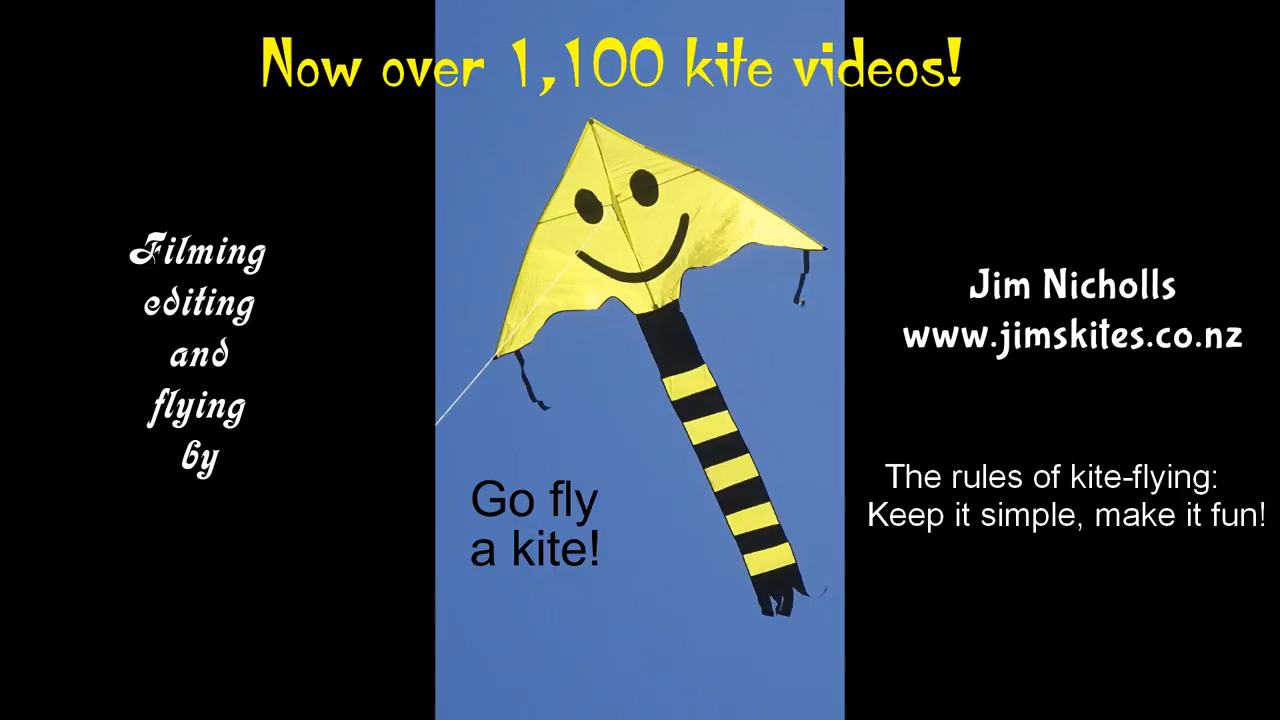 Now over 1,100 kite videos!
Filming
editing
and
flying
by
Jim Nicholls
www.jimskites.co.nz
Go fly
a kite!
The rules of kite-flying:
Keep it simple, make it fun!